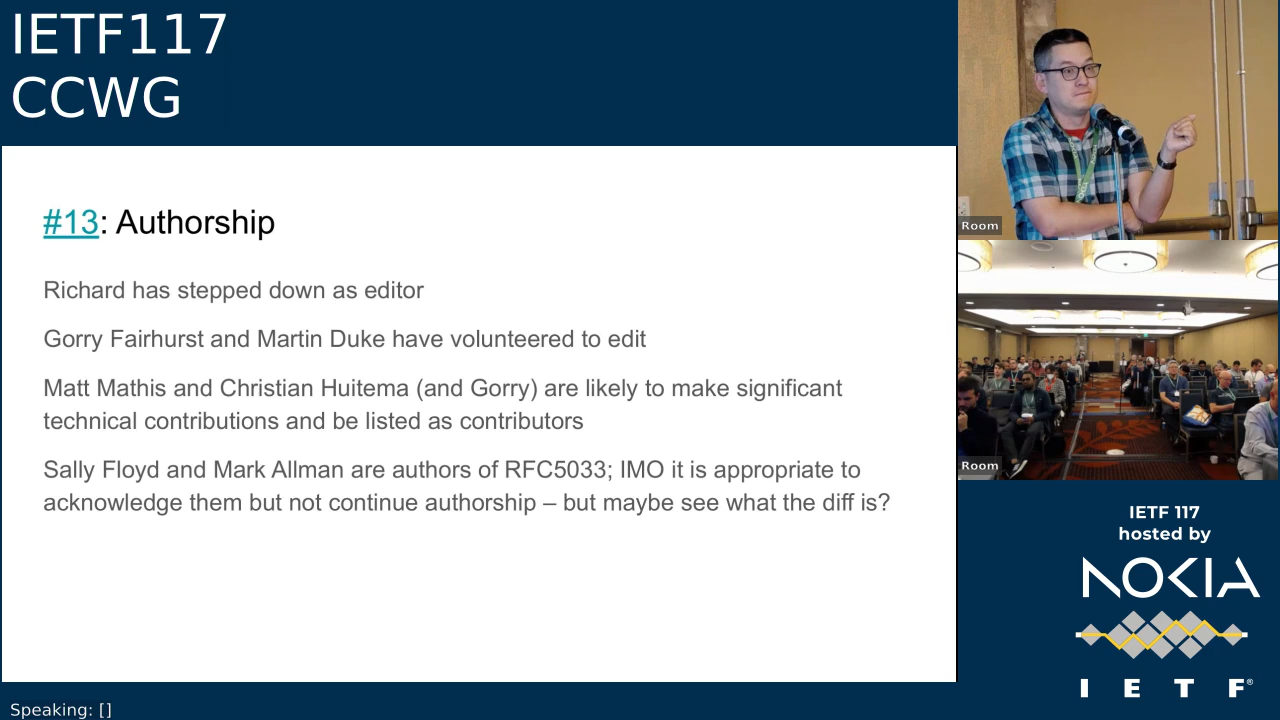 IETF117
CCWG
#13: Authorship
Richard has stepped down as editor
Gorry Fairhurst and Martin Duke have volunteered to edit
Matt Mathis and Christian Huitema (and Gorry) are likely to make significant
technical contributions and be listed as contributors
Sally Floyd and Mark Allman are authors of RFC5033; IMO it is appropriate to
acknowledge them but not continue authorship – but maybe see what the diff is?
Room
Room
IETF 117
hosted by
NOKIA
I E T F®
Speaking: []